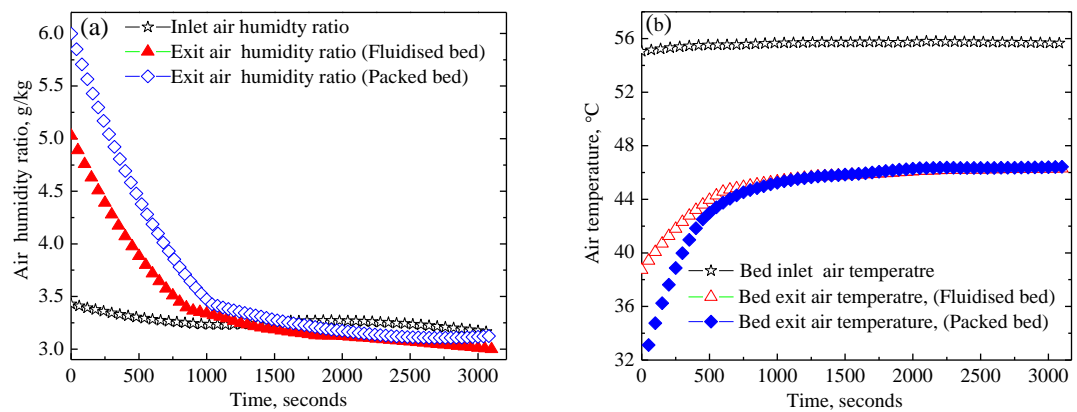 (a)
Inlet air humidity ratio
Exit air humidity ratio (Fluidised bed)
Exit air humidity ratio (Packed bed)
6.0
5.5
5.0
4.5
4.0
3.5
3.0
Air humidity ratio, g/kg
0 500 1000 1500 2000 2500 3000
Time, seconds
(b)
60
56
52
48
44
40
36
32
Air temperature, °C
Bed inlet air temperatre
Bed exit air temperatre, (Fluidised bed)
Bed exit air temperature, (Packed bed)
0 500 1000 1500 2000 2500 3000
Time, seconds